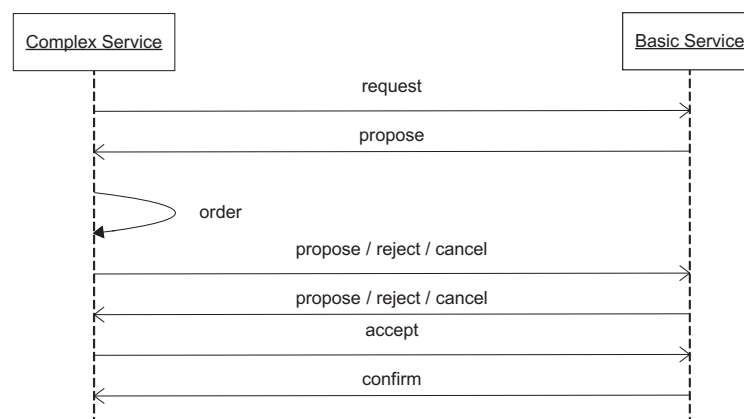 Complex Service
Basic Service
request
propose
order
propose / reject / cancel
propose / reject / cancel
accept
confirm